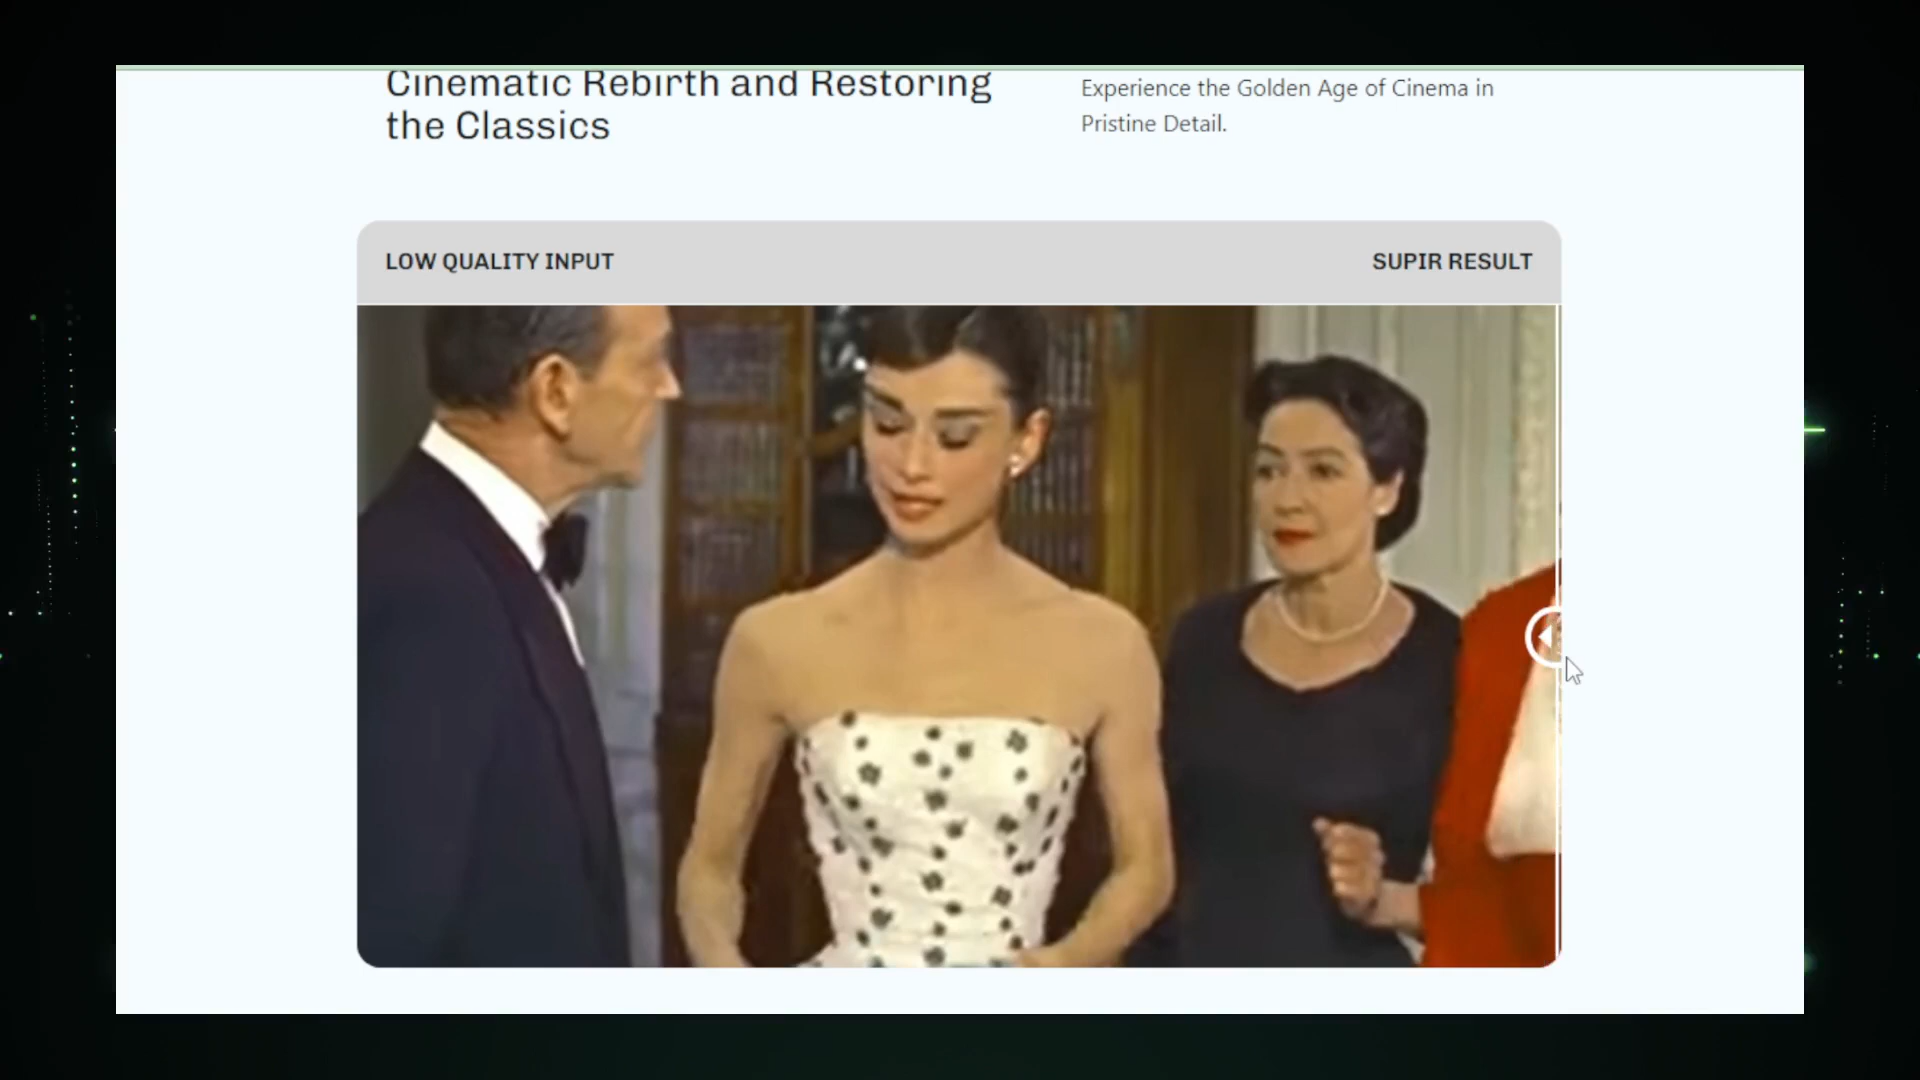 Cinematic Rebirth and Restoring
the Classics
Experience the Golden Age of Cinema in
Pristine Detail.
LOW QUALITY INPUT
SUPIR RESULT